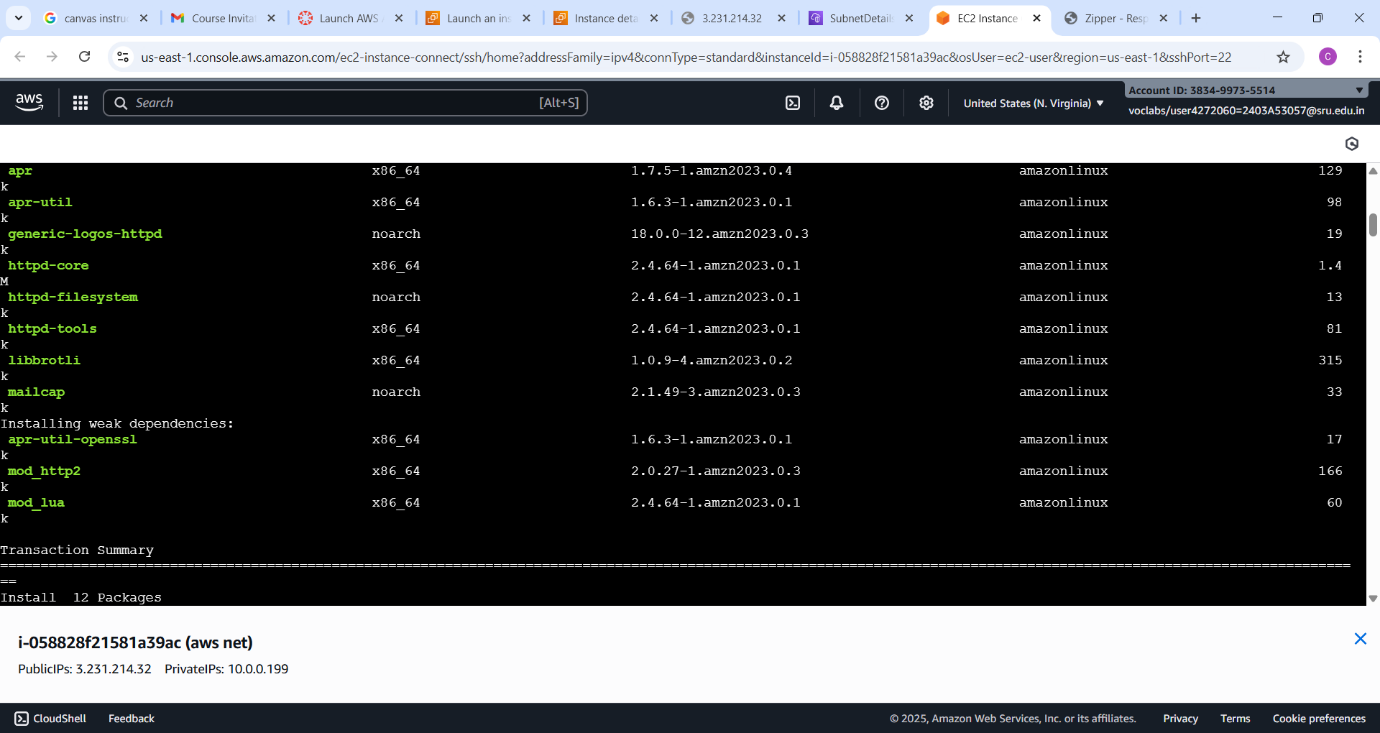 canvas instru
Course Invitat
Launch AWS
Launch an ins
Instance deta
3.231.214.32
SubnetDetails
EC2 Instance
Zipper - Resp
us-east-1.console.aws.amazon.com/ec2-instance-connect/ssh/home?addressFamily=ipv4&connType=standard&instanceId=i-058828f21581a39ac&osUser=ec2-user&region=us-east-1&sshPort=22
C
aws
Search [Alt+S]
United States (N. Virginia)
Account ID: 3834-9973-5514
voclabs/user4272060=2403A53057@sru.edu.in
apr x86_64 1.7.5-1.amzn2023.0.4 amazonlinux 129
k
apr-util x86_64 1.6.3-1.amzn2023.0.1 amazonlinux 98
k
generic-logos-httpd noarch 18.0.0-12.amzn2023.0.3 amazonlinux 19
k
httpd-core x86_64 2.4.64-1.amzn2023.0.1 amazonlinux 1.4
M
httpd-filesystem noarch 2.4.64-1.amzn2023.0.1 amazonlinux 13
k
httpd-tools x86_64 2.4.64-1.amzn2023.0.1 amazonlinux 81
k
libbrotli x86_64 1.0.9-4.amzn2023.0.2 amazonlinux 315
k
mailcap noarch 2.1.49-3.amzn2023.0.3 amazonlinux 33
k
Installing weak dependencies:
apr-util-openssl x86_64 1.6.3-1.amzn2023.0.1 amazonlinux 17
k
mod_http2 x86_64 2.0.27-1.amzn2023.0.3 amazonlinux 166
k
mod_lua x86_64 2.4.64-1.amzn2023.0.1 amazonlinux 60
k
Transaction Summary
Install 12 Packages
i-058828f21581a39ac (aws net)
PublicIPs: 3.231.214.32 PrivateIPs: 10.0.0.199
CloudShell Feedback © 2025, Amazon Web Services, Inc. or its affiliates. Privacy Terms Cookie preferences